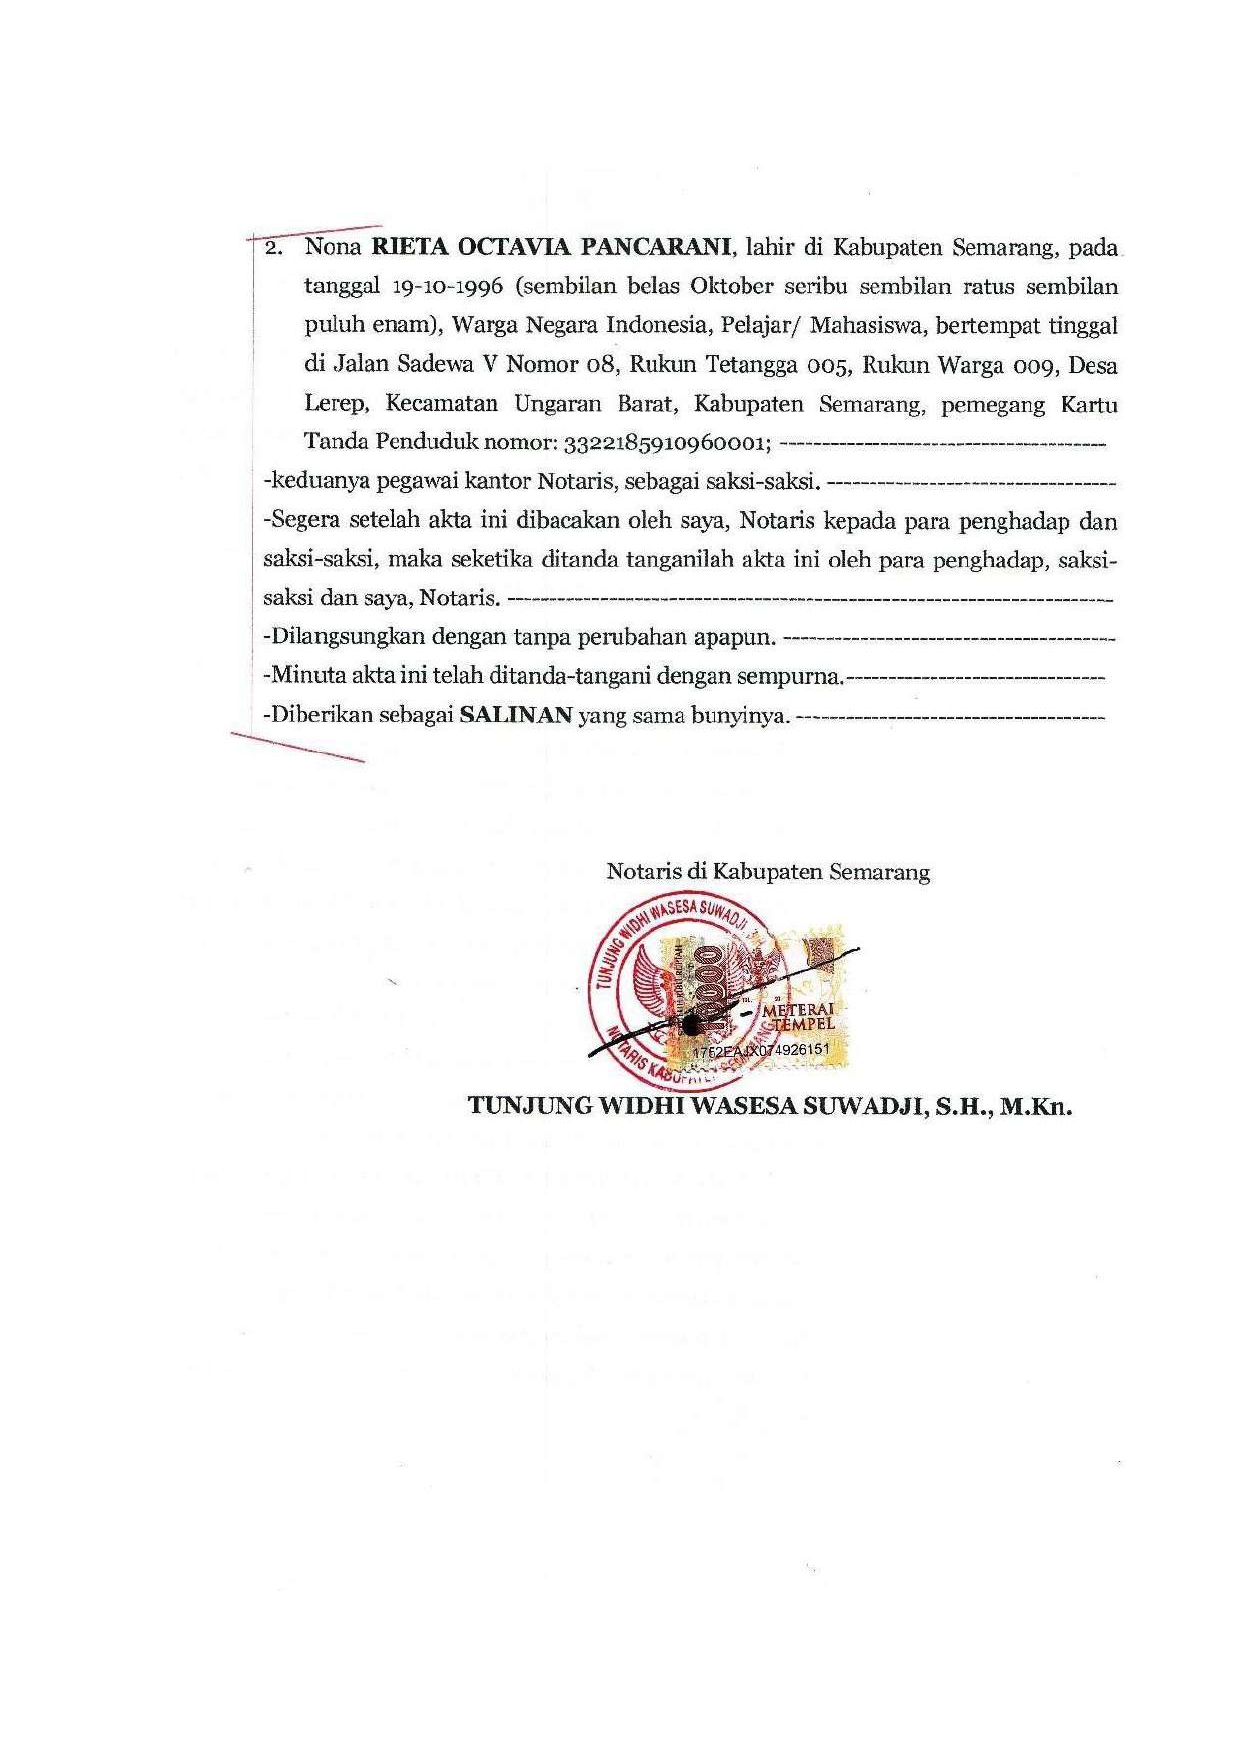 2. Nona RIETA OCTAVIA PANCARANI, lahir di Kabupaten Semarang, pada
tanggal 19-10-1996 (sembilan belas Oktober seribu sembilan ratus sembilan
puluh enam), Warga Negara Indonesia, Pelajar/ Mahasiswa, bertempat tinggal
di Jalan Sadewa V Nomor 08, Rukun Tetangga 005, Rukun Warga 009, Desa
Lerep, Kecamatan Ungaran Barat, Kabupaten Semarang, pemegang Kartu
Tanda Penduduk nomor: 3322185910960001; ---------------------------------------
-keduanya pegawai kantor Notaris, sebagai saksi-saksi. ----------------------------------
-Segera setelah akta ini dibacakan oleh saya, Notaris kepada para penghadap dan
saksi-saksi, maka seketika ditanda tanganilah akta ini oleh para penghadap, saksi-
saksi dan saya, Notaris. -----------------------------------------------------------------------
-Dilangsungkan dengan tanpa perubahan apapun. ---------------------------------------
-Minuta akta ini telah ditanda-tangani dengan sempurna.-------------------------------
-Diberikan sebagai SALINAN yang sama bunyinya. -------------------------------------
Notaris di Kabupaten Semarang
TUNJUNG WIDHI WASESA SUWADJI
10000
METERAI
TEMPEL
1762EAJX074926151
NOTARIS KABUPATEN SEMARANG
TUNJUNG WIDHI WASESA SUWADJI, S.H., M.Kn.